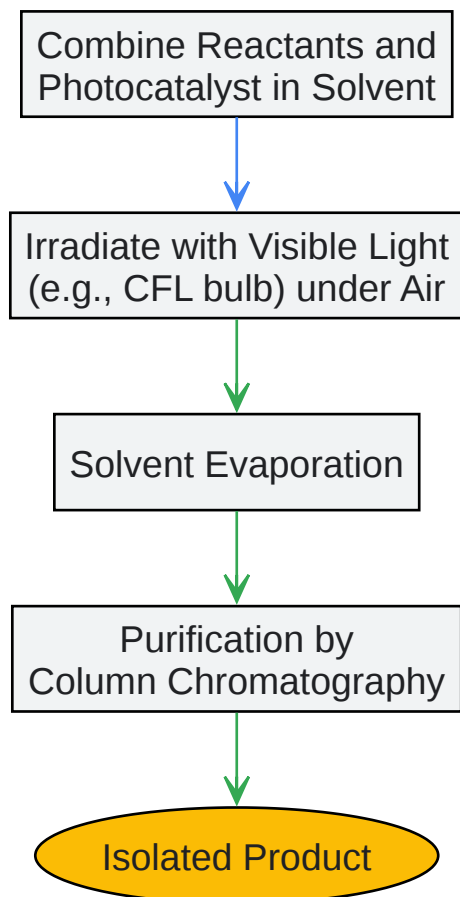 Combine Reactants and
Photocatalyst in Solvent
Irradiate with Visible Light
(e.g., CFL bulb) under Air
Solvent Evaporation
Purification by
Column Chromatography
Isolated Product